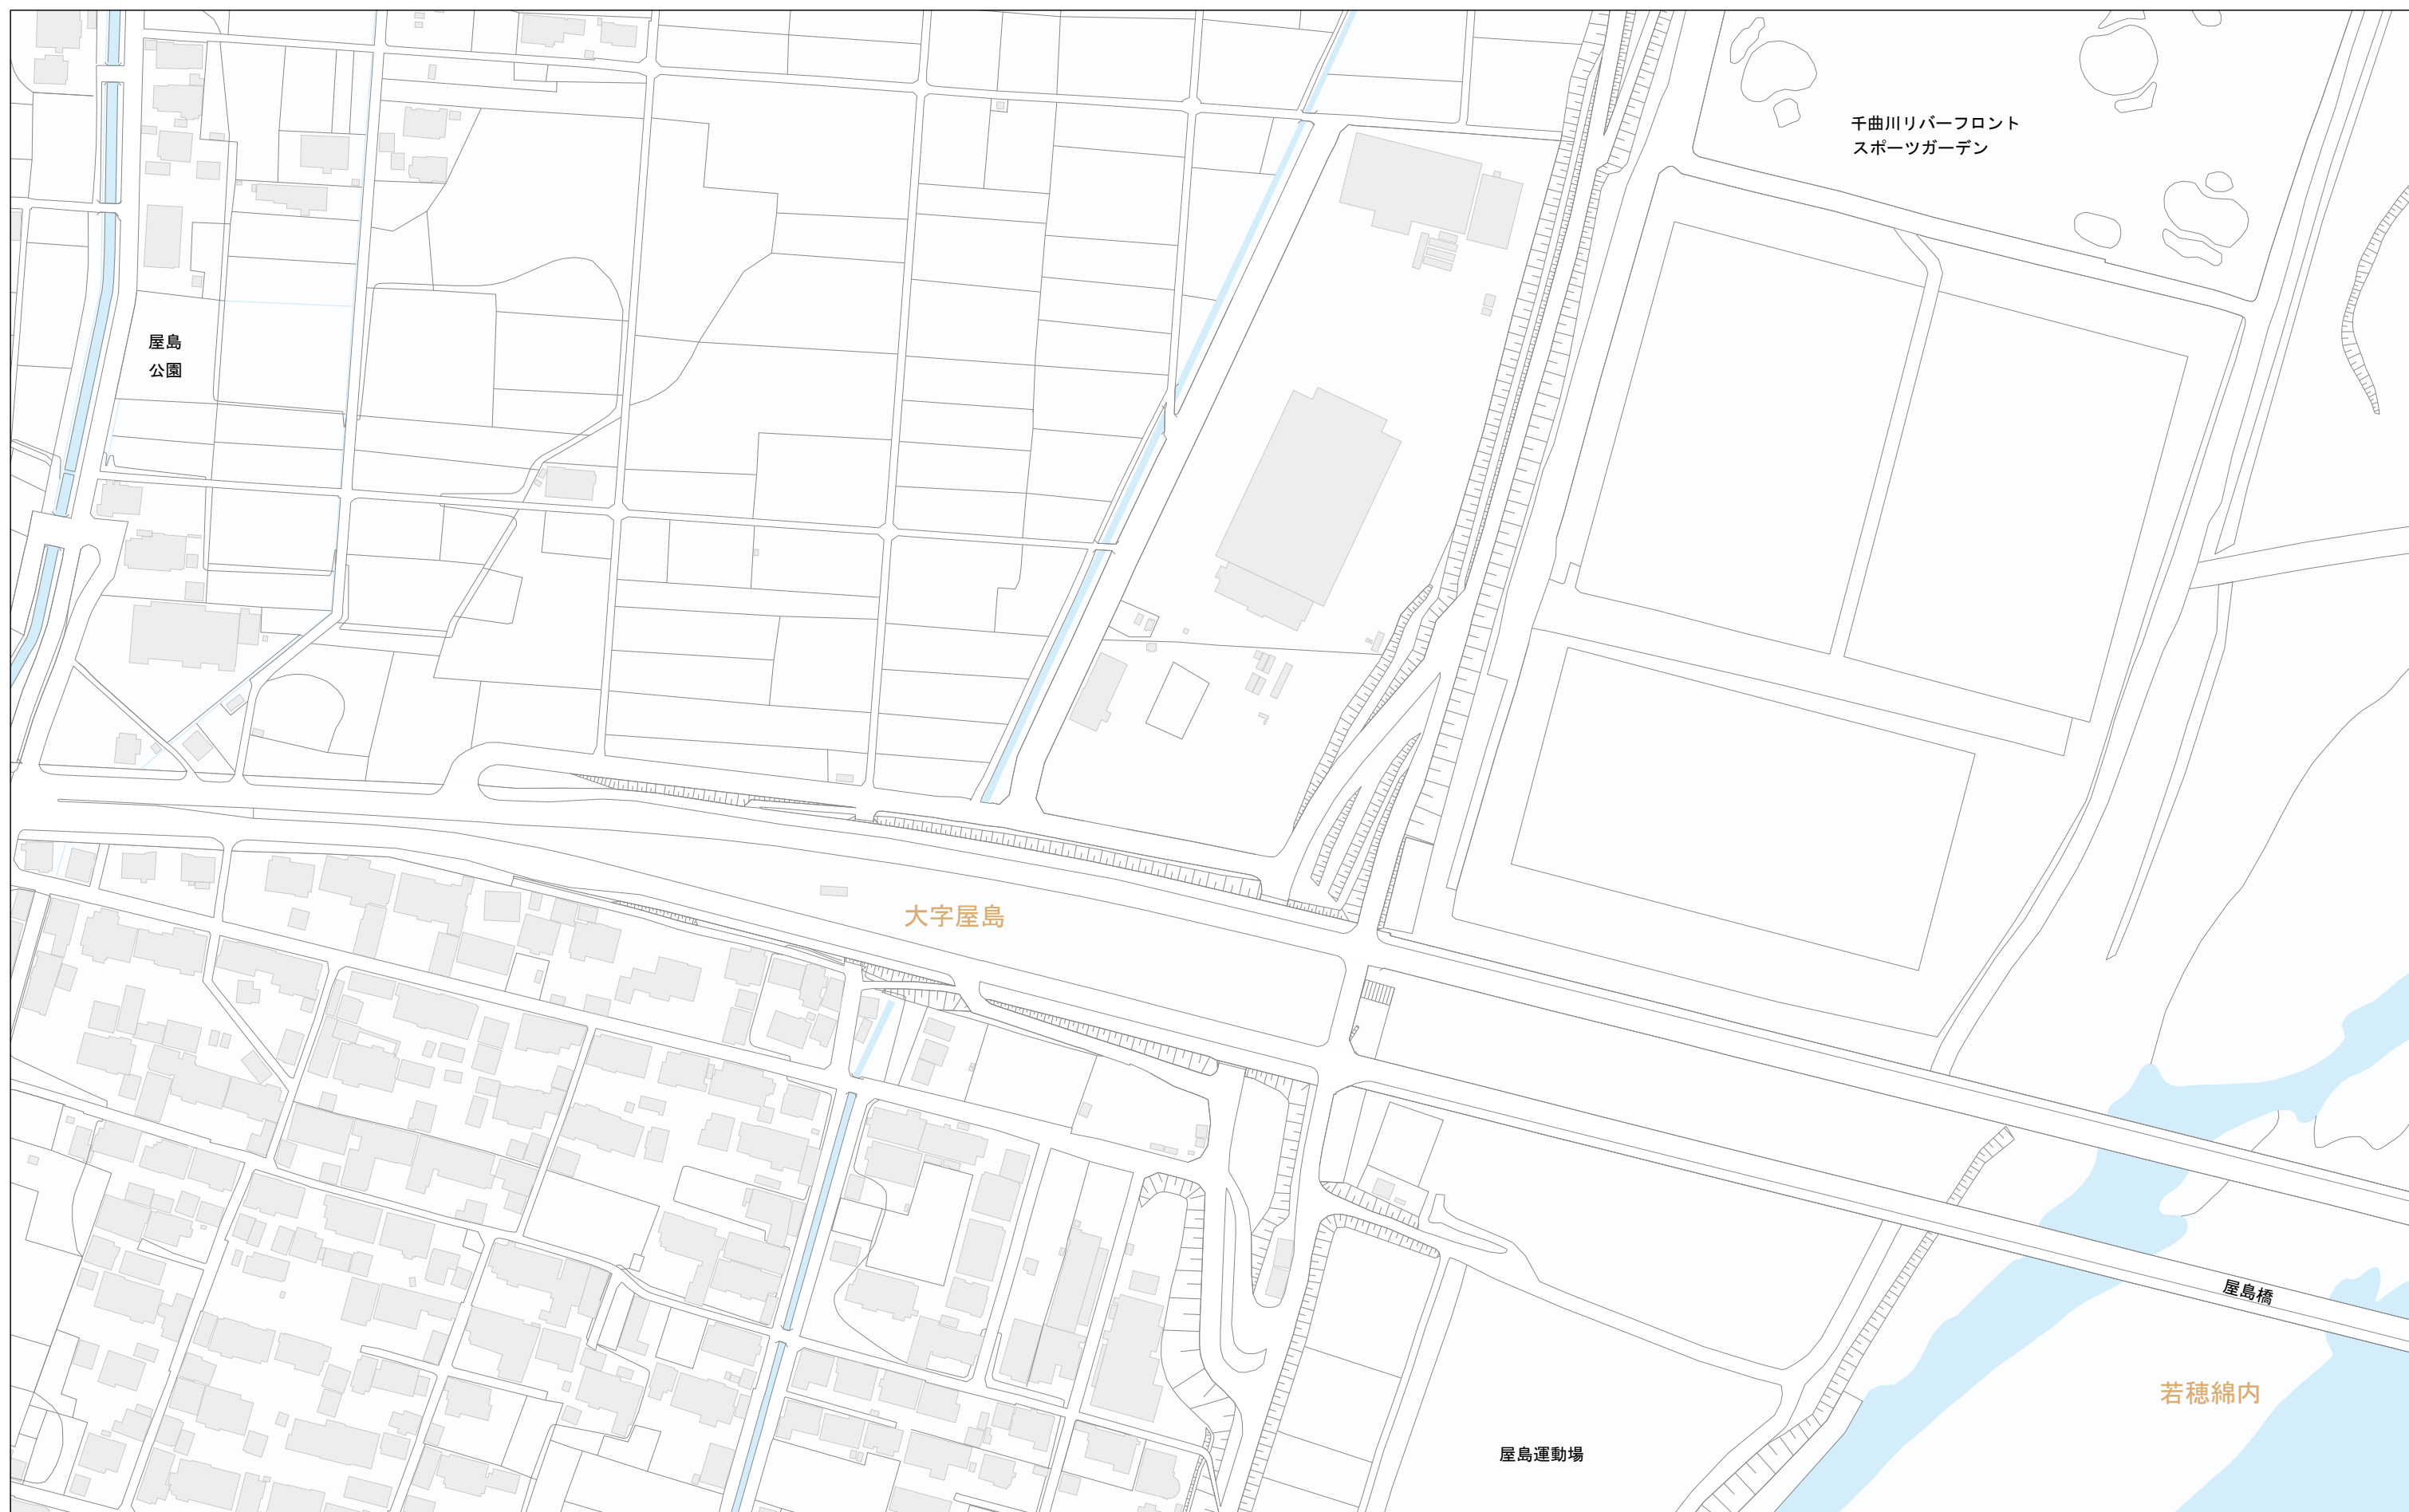 千曲川リバーフロント
スポーツガーデン
屋島
公園
大字屋島
屋島橋
若穂綿内
屋島運動場